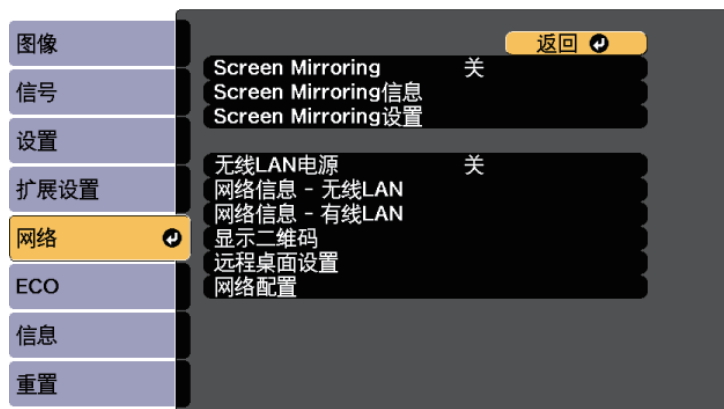 图像
信号
设置
扩展设置
网络
ECO
信息
重置
返回
Screen Mirroring 关
Screen Mirroring信息
Screen Mirroring设置
无线LAN电源 关
网络信息 - 无线LAN
网络信息 - 有线LAN
显示二维码
远程桌面设置
网络配置